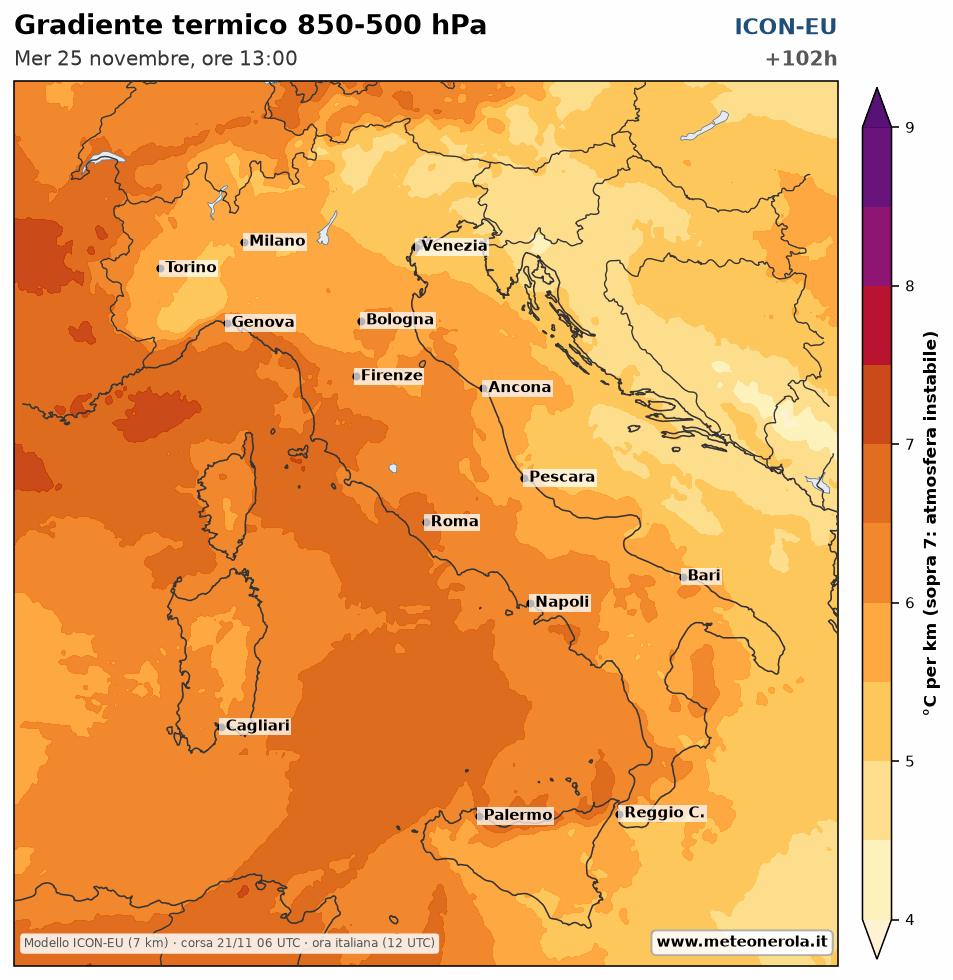 Gradiente termico 850-500 hPa
ICON-EU
Mer 25 novembre, ore 13:00
+102h
Milano
Venezia
Torino
Genova
Bologna
Firenze
Ancona
Pescara
Roma
Bari
Napoli
Cagliari
Palermo
Reggio C.
9
8
7
6
5
4
°C per km (sopra 7: atmosfera instabile)
Modello ICON-EU (7 km) · corsa 21/11 06 UTC · ora italiana (12 UTC)
www.meteonerola.it